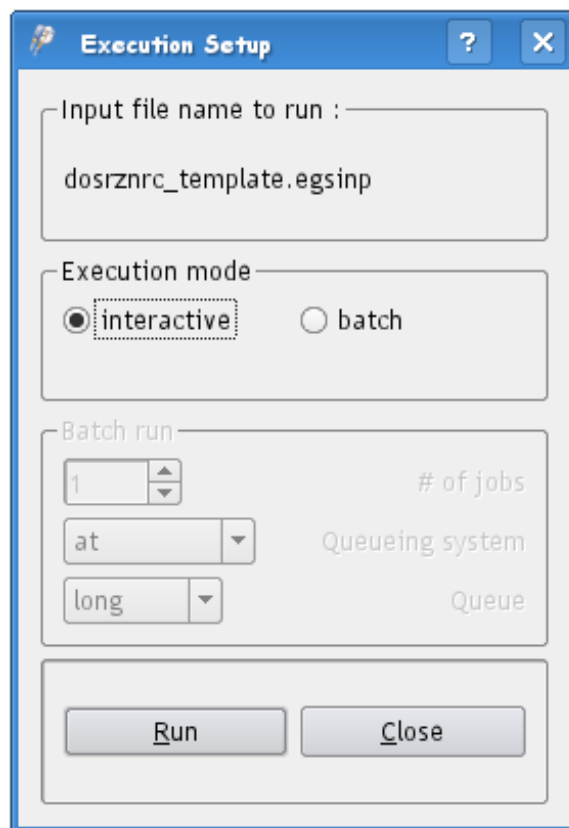 Execution Setup
?
Input file name to run :
dosrznrc_template.egsinp
Execution mode
interactive
batch
Batch run
1
# of jobs
at
Queueing system
long
Queue
Run
Close